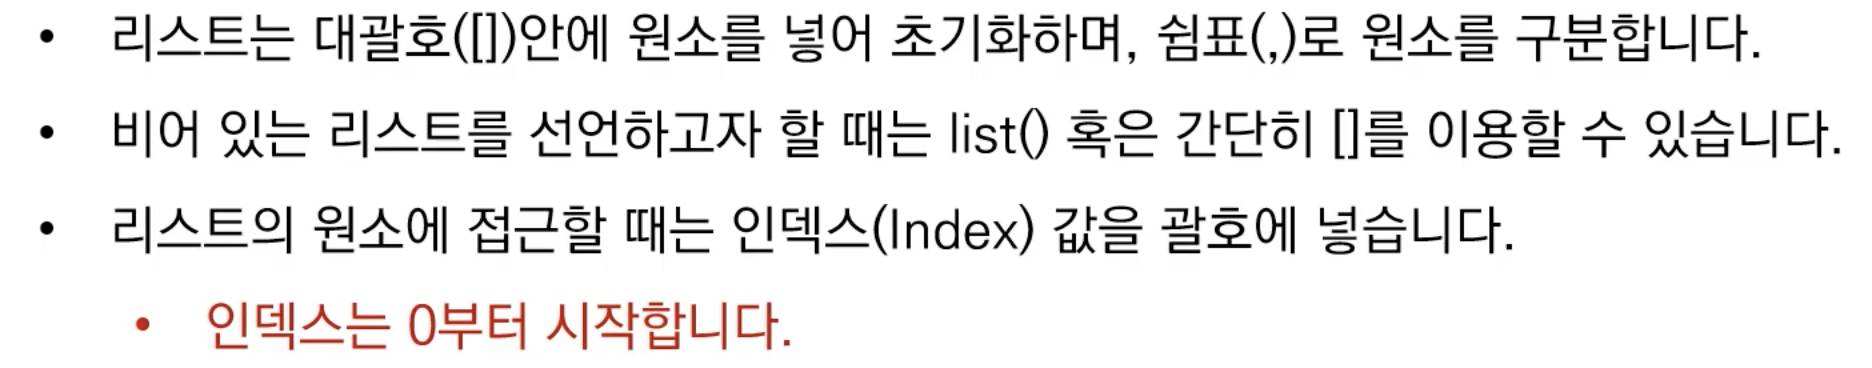 • 리스트는 대괄호([])안에 원소를 넣어 초기화하며, 쉼표(,)로 원소를 구분합니다.
• 비어 있는 리스트를 선언하고자 할 때는 list() 혹은 간단히 []를 이용할 수 있습니다.
• 리스트의 원소에 접근할 때는 인덱스(Index) 값을 괄호에 넣습니다.
• 인덱스는 0부터 시작합니다.